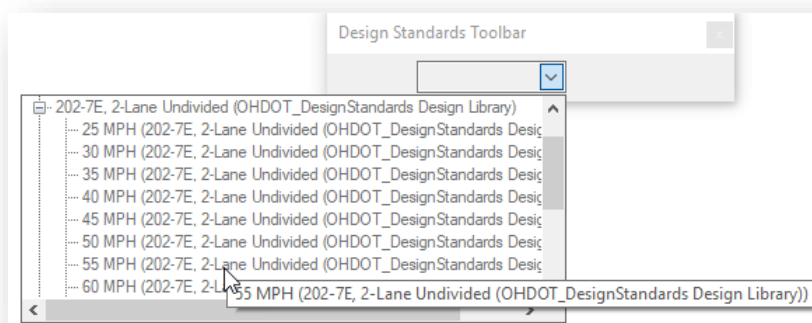 Design Standards Toolbar
202-7E, 2-Lane Undivided (OHDOT_DesignStandards Design Library)
25 MPH (202-7E, 2-Lane Undivided (OHDOT_DesignStandards Desig
30 MPH (202-7E, 2-Lane Undivided (OHDOT_DesignStandards Desig
35 MPH (202-7E, 2-Lane Undivided (OHDOT_DesignStandards Desig
40 MPH (202-7E, 2-Lane Undivided (OHDOT_DesignStandards Desig
45 MPH (202-7E, 2-Lane Undivided (OHDOT_DesignStandards Desig
50 MPH (202-7E, 2-Lane Undivided (OHDOT_DesignStandards Desig
55 MPH (202-7E, 2-Lane Undivided (OHDOT_DesignStandards Desig
60 MPH (202-7E, 2-L
55 MPH (202-7E, 2-Lane Undivided (OHDOT_DesignStandards Design Library))